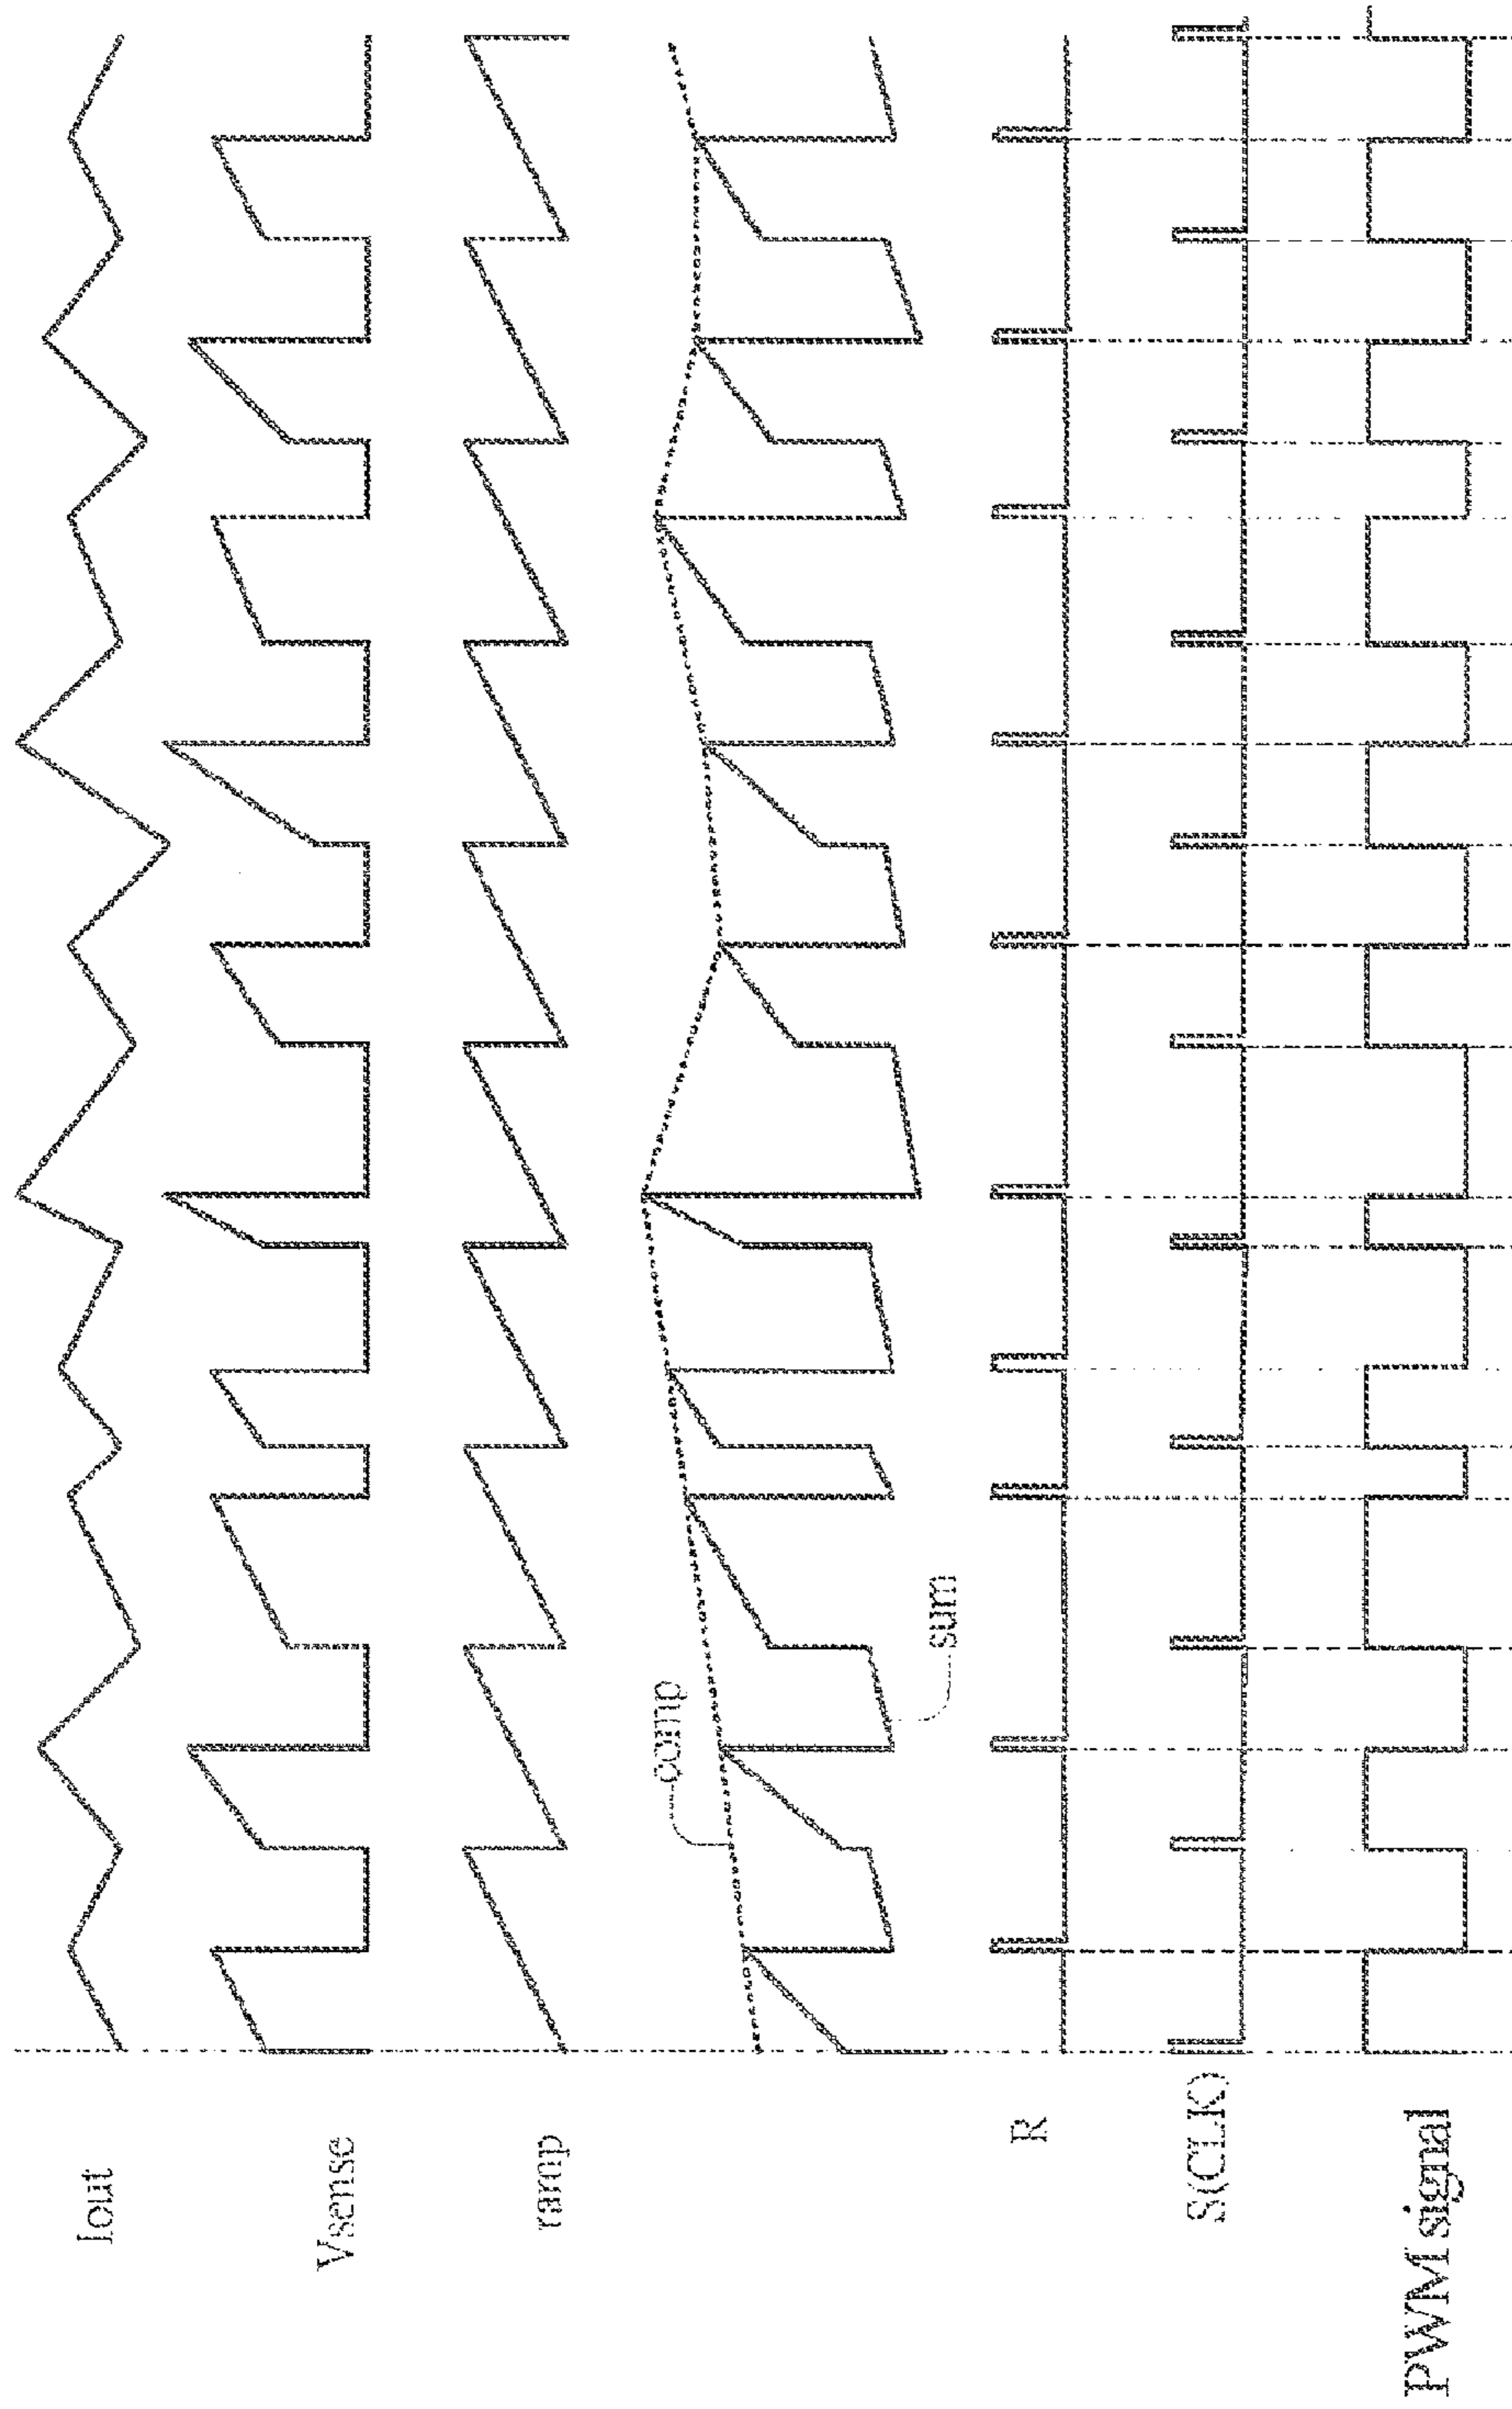 Iout
Vsense
ramp
comp
sum
R
S(CLK)
PWM signal